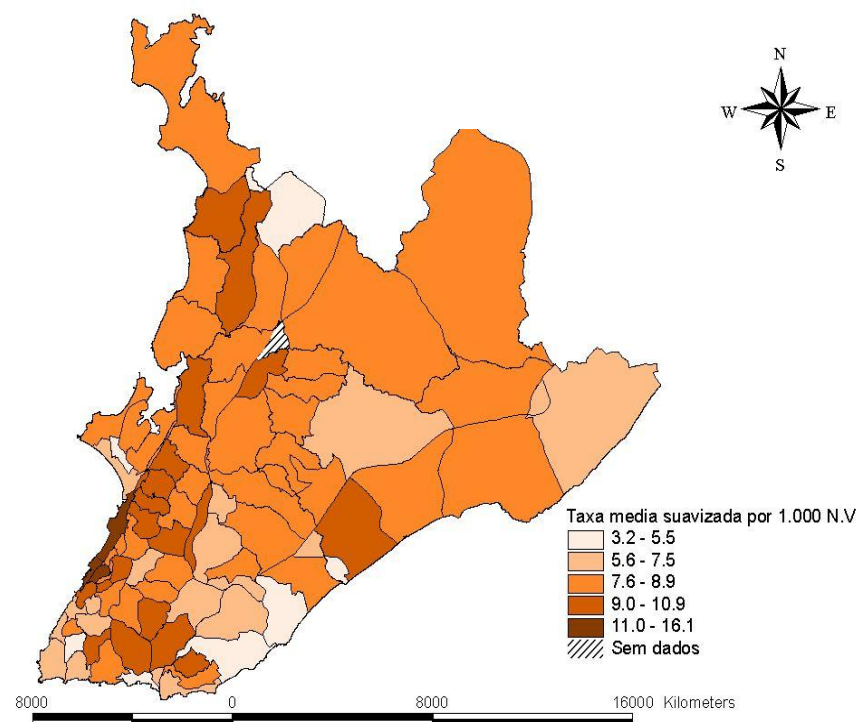 N
W E
S
Taxa media suavizada por 1.000 N.V
3.2 - 5.5
5.6 - 7.5
7.6 - 8.9
9.0 - 10.9
11.0 - 16.1
Sem dados
8000 0 8000 16000 Kilometers